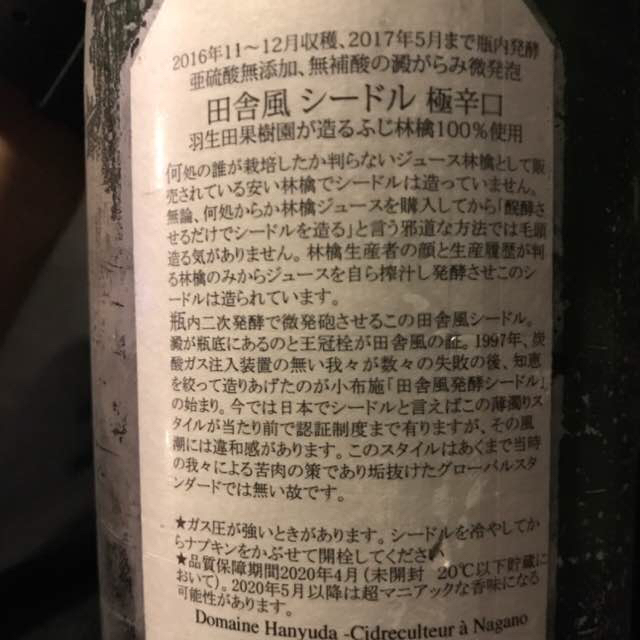 2016年11～12月収穫、2017年5月まで瓶内発酵
亜硫酸無添加、無補酸の澱がらみ微発泡
田舎風 シードル 極辛口
羽生田果樹園が造るふじ林檎100％使用
何処の誰が栽培したか判らないジュース林檎として販
売されている安い林檎でシードルは造っていません。
無論、何処からか林檎ジュースを購入してから「醗酵さ
せるだけでシードルを造る」と言う邪道な方法では毛頭
造る気がありません。林檎生産者の顔と生産履歴が判
る林檎のみからジュースを自ら搾汁し発酵させこのシ
ードルは造られています。
瓶内二次発酵で微発砲させるこの田舎風シードル。
澱が瓶底にあるのと王冠栓が田舎風の証。1997年、炭
酸ガス注入装置の無い我々が数々の失敗の後、知恵
を絞って造りあげたのが小布施「田舎風発酵シードル」
の始まり。今では日本でシードルと言えばこの薄濁りス
タイルが当たり前で認証制度まで有りますが、その風
潮には違和感があります。このスタイルはあくまで当時
の我々による苦肉の策であり垢抜けたグローバルスタ
ンダードでは無い故です。
★ガス圧が強いときがあります。シードルを冷やしてか
らナプキンをかぶせて開栓してください
★品質保障期間2020年4月（未開封 20℃以下貯蔵に
おいて）。2020年5月以降は超マニアックな香味になる
可能性があります。
Domaine Hanyuda -Cidreculteur à Nagano